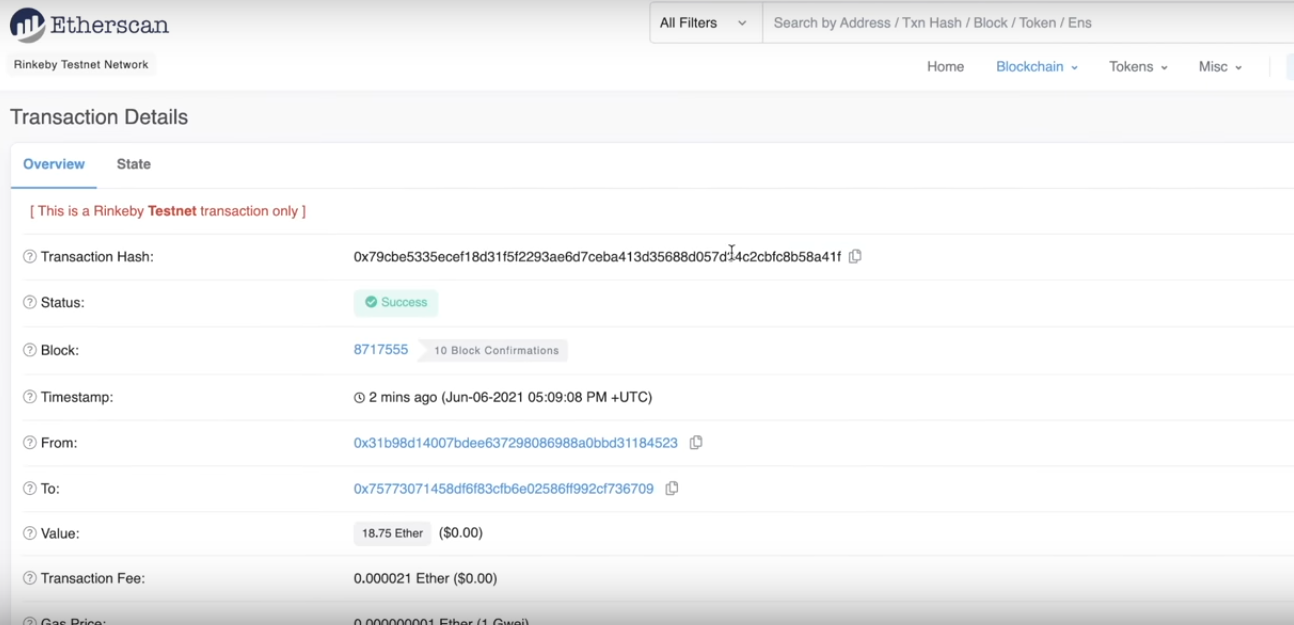 Etherscan
All Filters
Search by Address / Txn Hash / Block / Token / Ens
Rinkeby Testnet Network
Home Blockchain Tokens Misc
Transaction Details
Overview State
[ This is a Rinkeby Testnet transaction only ]
Transaction Hash:
Status: Success
Block: 8717555 10 Block Confirmations
Timestamp: 2 mins ago (Jun-06-2021 05:09:08 PM +UTC)
From: 0x31b98d14007bdee637298086988a0bbd31184523
To: 0x75773071458df6f83cfb6e02586ff992cf736709
Value: 18.75 Ether ($0.00)
Transaction Fee: 0.000021 Ether ($0.00)
Gas Price: 0.000000001 Ether (1 Gwei)